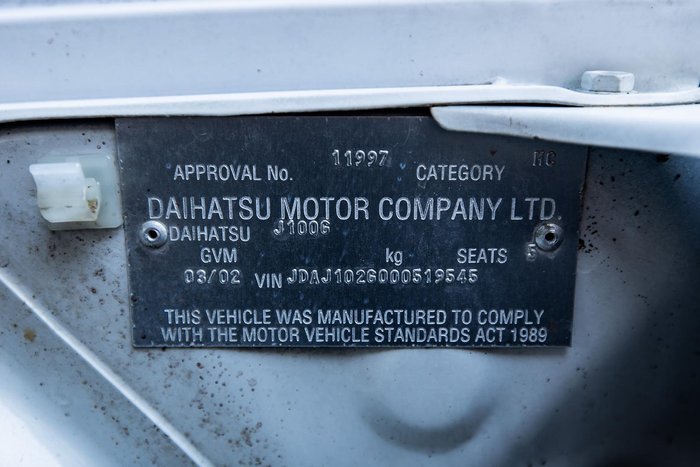 APPROVAL No. 11997 CATEGORY MC
DAIHATSU MOTOR COMPANY LTD.
DAIHATSU J100G
GVM kg SEATS 5
03/02 VIN JDAJ102G000519545
THIS VEHICLE WAS MANUFACTURED TO COMPLY
WITH THE MOTOR VEHICLE STANDARDS ACT 1989